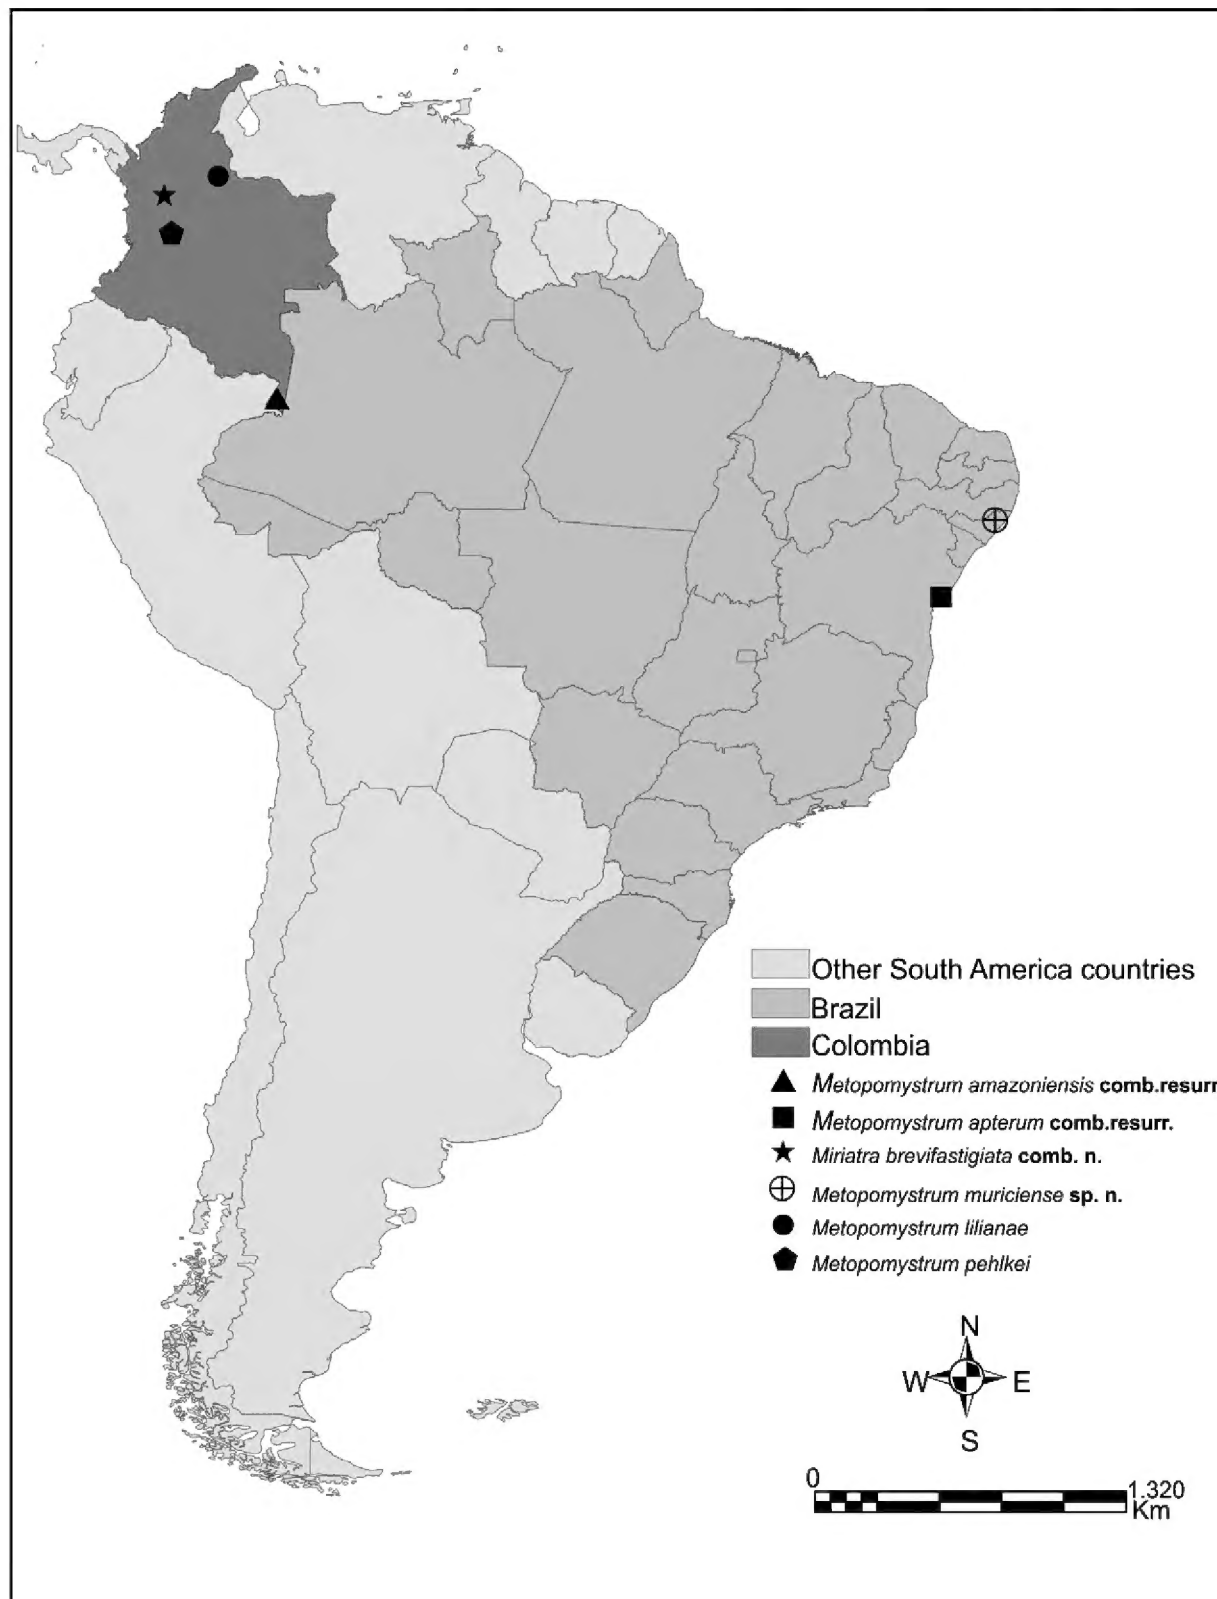 Other South America countries
Brazil
Colombia
Metopomystrum amazoniensis comb.resurr
Metopomystrum apterum comb.resurr.
Miriatra brevifastigiata comb. n.
Metopomystrum muriciense sp. n.
Metopomystrum lilianae
Metopomystrum pehlkei
N
W E
S
0 1.320
Km